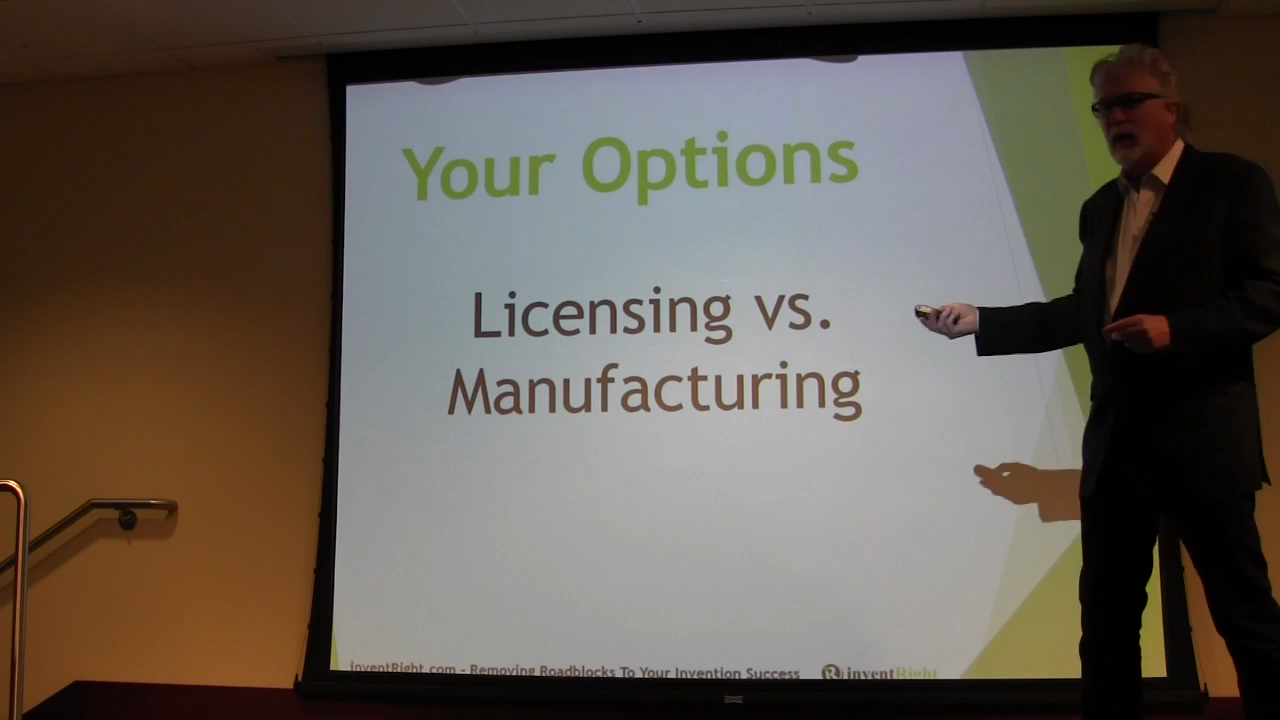 Your Options
Licensing vs.
Manufacturing
inventRight.com - Removing Roadblocks To Your Invention Success
inventRight